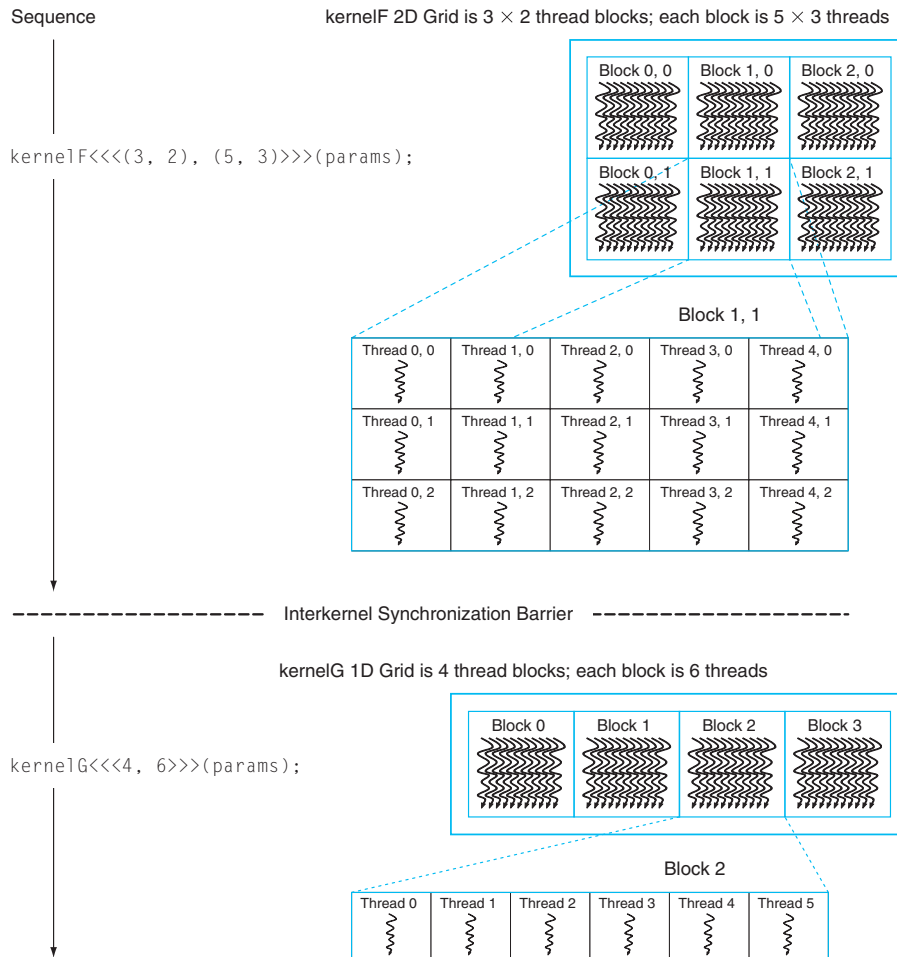 Sequence
kernelF 2D Grid is 3 × 2 thread blocks; each block is 5 × 3 threads
Block 0, 0 Block 1, 0 Block 2, 0
kernelF<<<(3, 2), (5, 3)>>>(params);
Block 0, 1 Block 1, 1 Block 2, 1
Block 1, 1
Thread 0, 0 Thread 1, 0 Thread 2, 0 Thread 3, 0 Thread 4, 0
Thread 0, 1 Thread 1, 1 Thread 2, 1 Thread 3, 1 Thread 4, 1
Thread 0, 2 Thread 1, 2 Thread 2, 2 Thread 3, 2 Thread 4, 2
Interkernel Synchronization Barrier
kernelG 1D Grid is 4 thread blocks; each block is 6 threads
Block 0 Block 1 Block 2 Block 3
kernelG<<<4, 6>>>(params);
Block 2
Thread 0 Thread 1 Thread 2 Thread 3 Thread 4 Thread 5